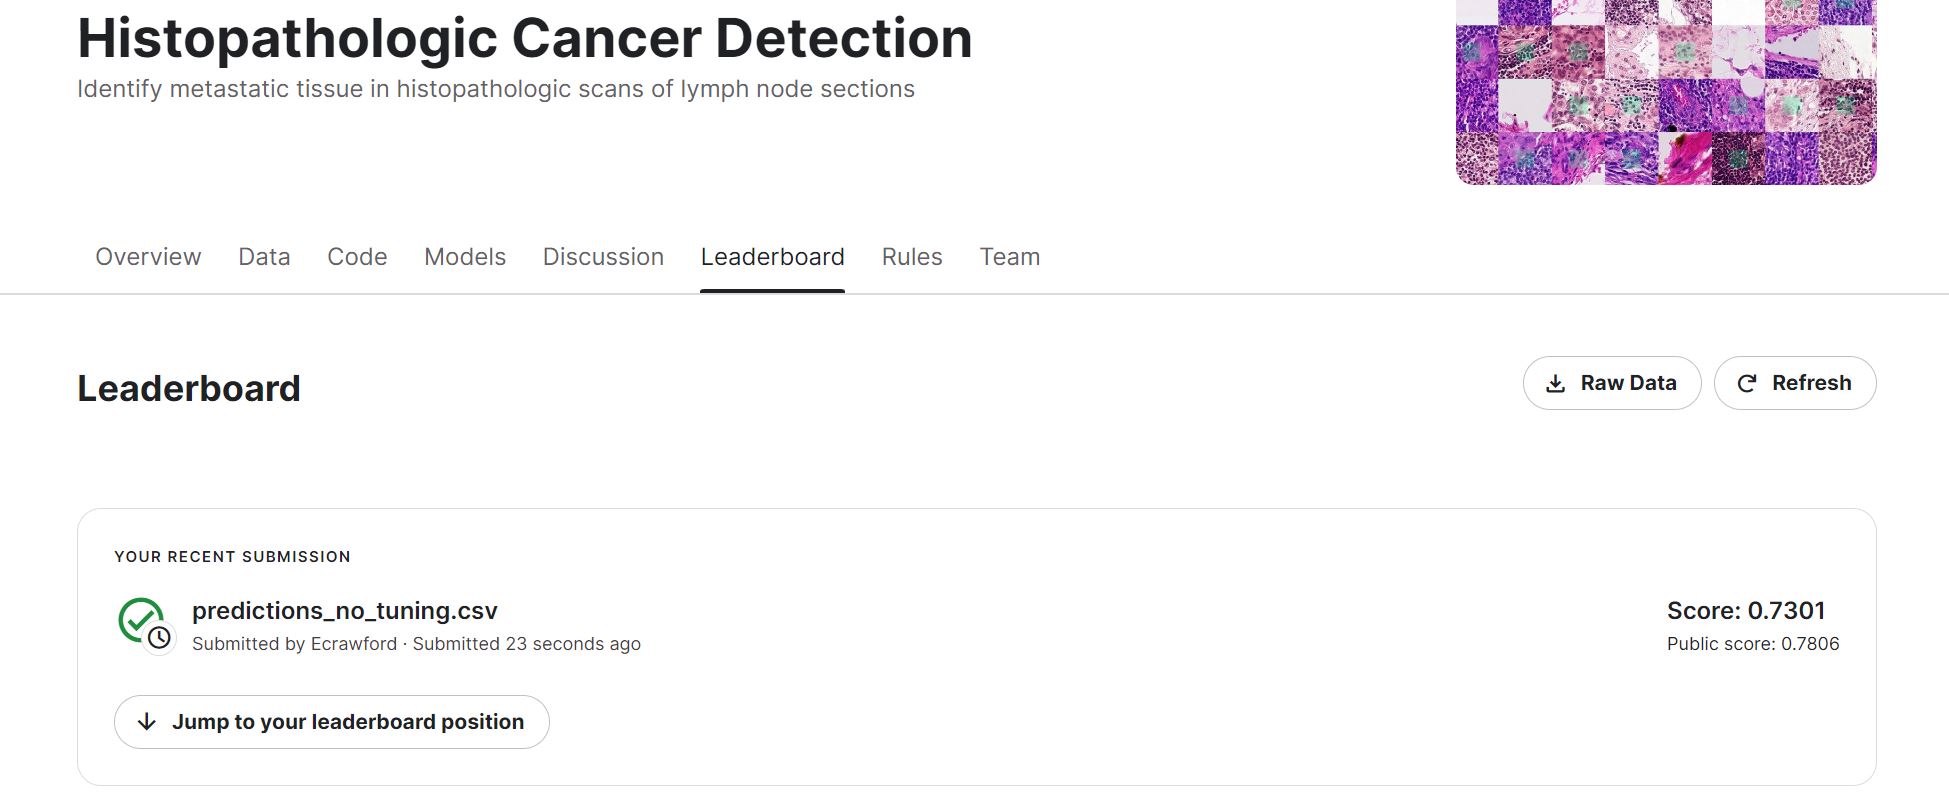 Histopathologic Cancer Detection
Identify metastatic tissue in histopathologic scans of lymph node sections
Overview Data Code Models Discussion Leaderboard Rules Team
Leaderboard
Raw Data
Refresh
YOUR RECENT SUBMISSION
predictions_no_tuning.csv
Submitted by Ecrawford · Submitted 23 seconds ago
Score: 0.7301
Public score: 0.7806
Jump to your leaderboard position